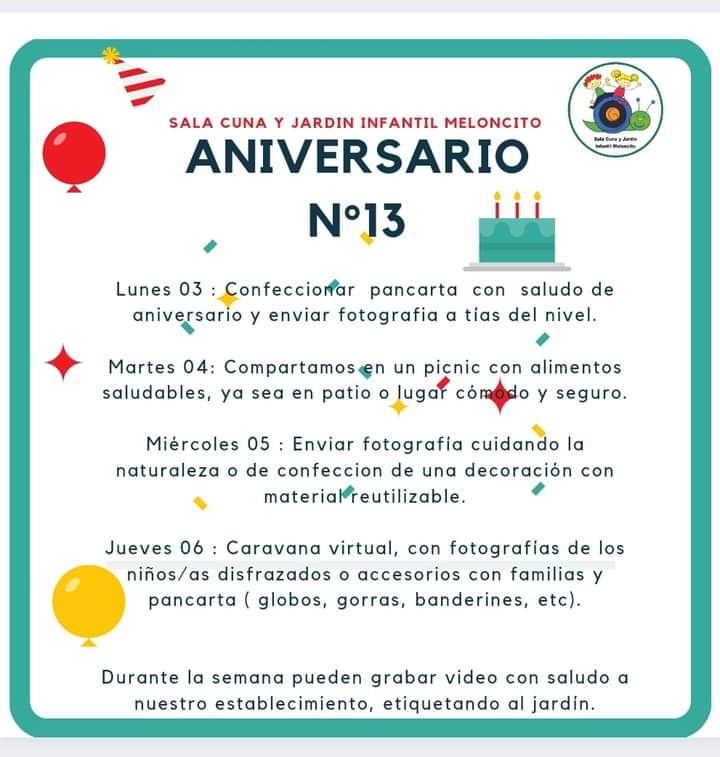 SALA CUNA Y JARDIN INFANTIL MELONCITO
ANIVERSARIO
N°13
Sala Cuna y Jardin
Infantil Meloncito
Lunes 03 : Confeccionar pancarta con saludo de
aniversario y enviar fotografia a tías del nivel.
Martes 04: Compartamos en un picnic con alimentos
saludables, ya sea en patio o lugar cómodo y seguro.
Miércoles 05 : Enviar fotografía cuidando la
naturaleza o de confeccion de una decoración con
material reutilizable.
Jueves 06 : Caravana virtual, con fotografías de los
niños/as disfrazados o accesorios con familias y
pancarta ( globos, gorras, banderines, etc).
Durante la semana pueden grabar video con saludo a
nuestro establecimiento, etiquetando al jardín.